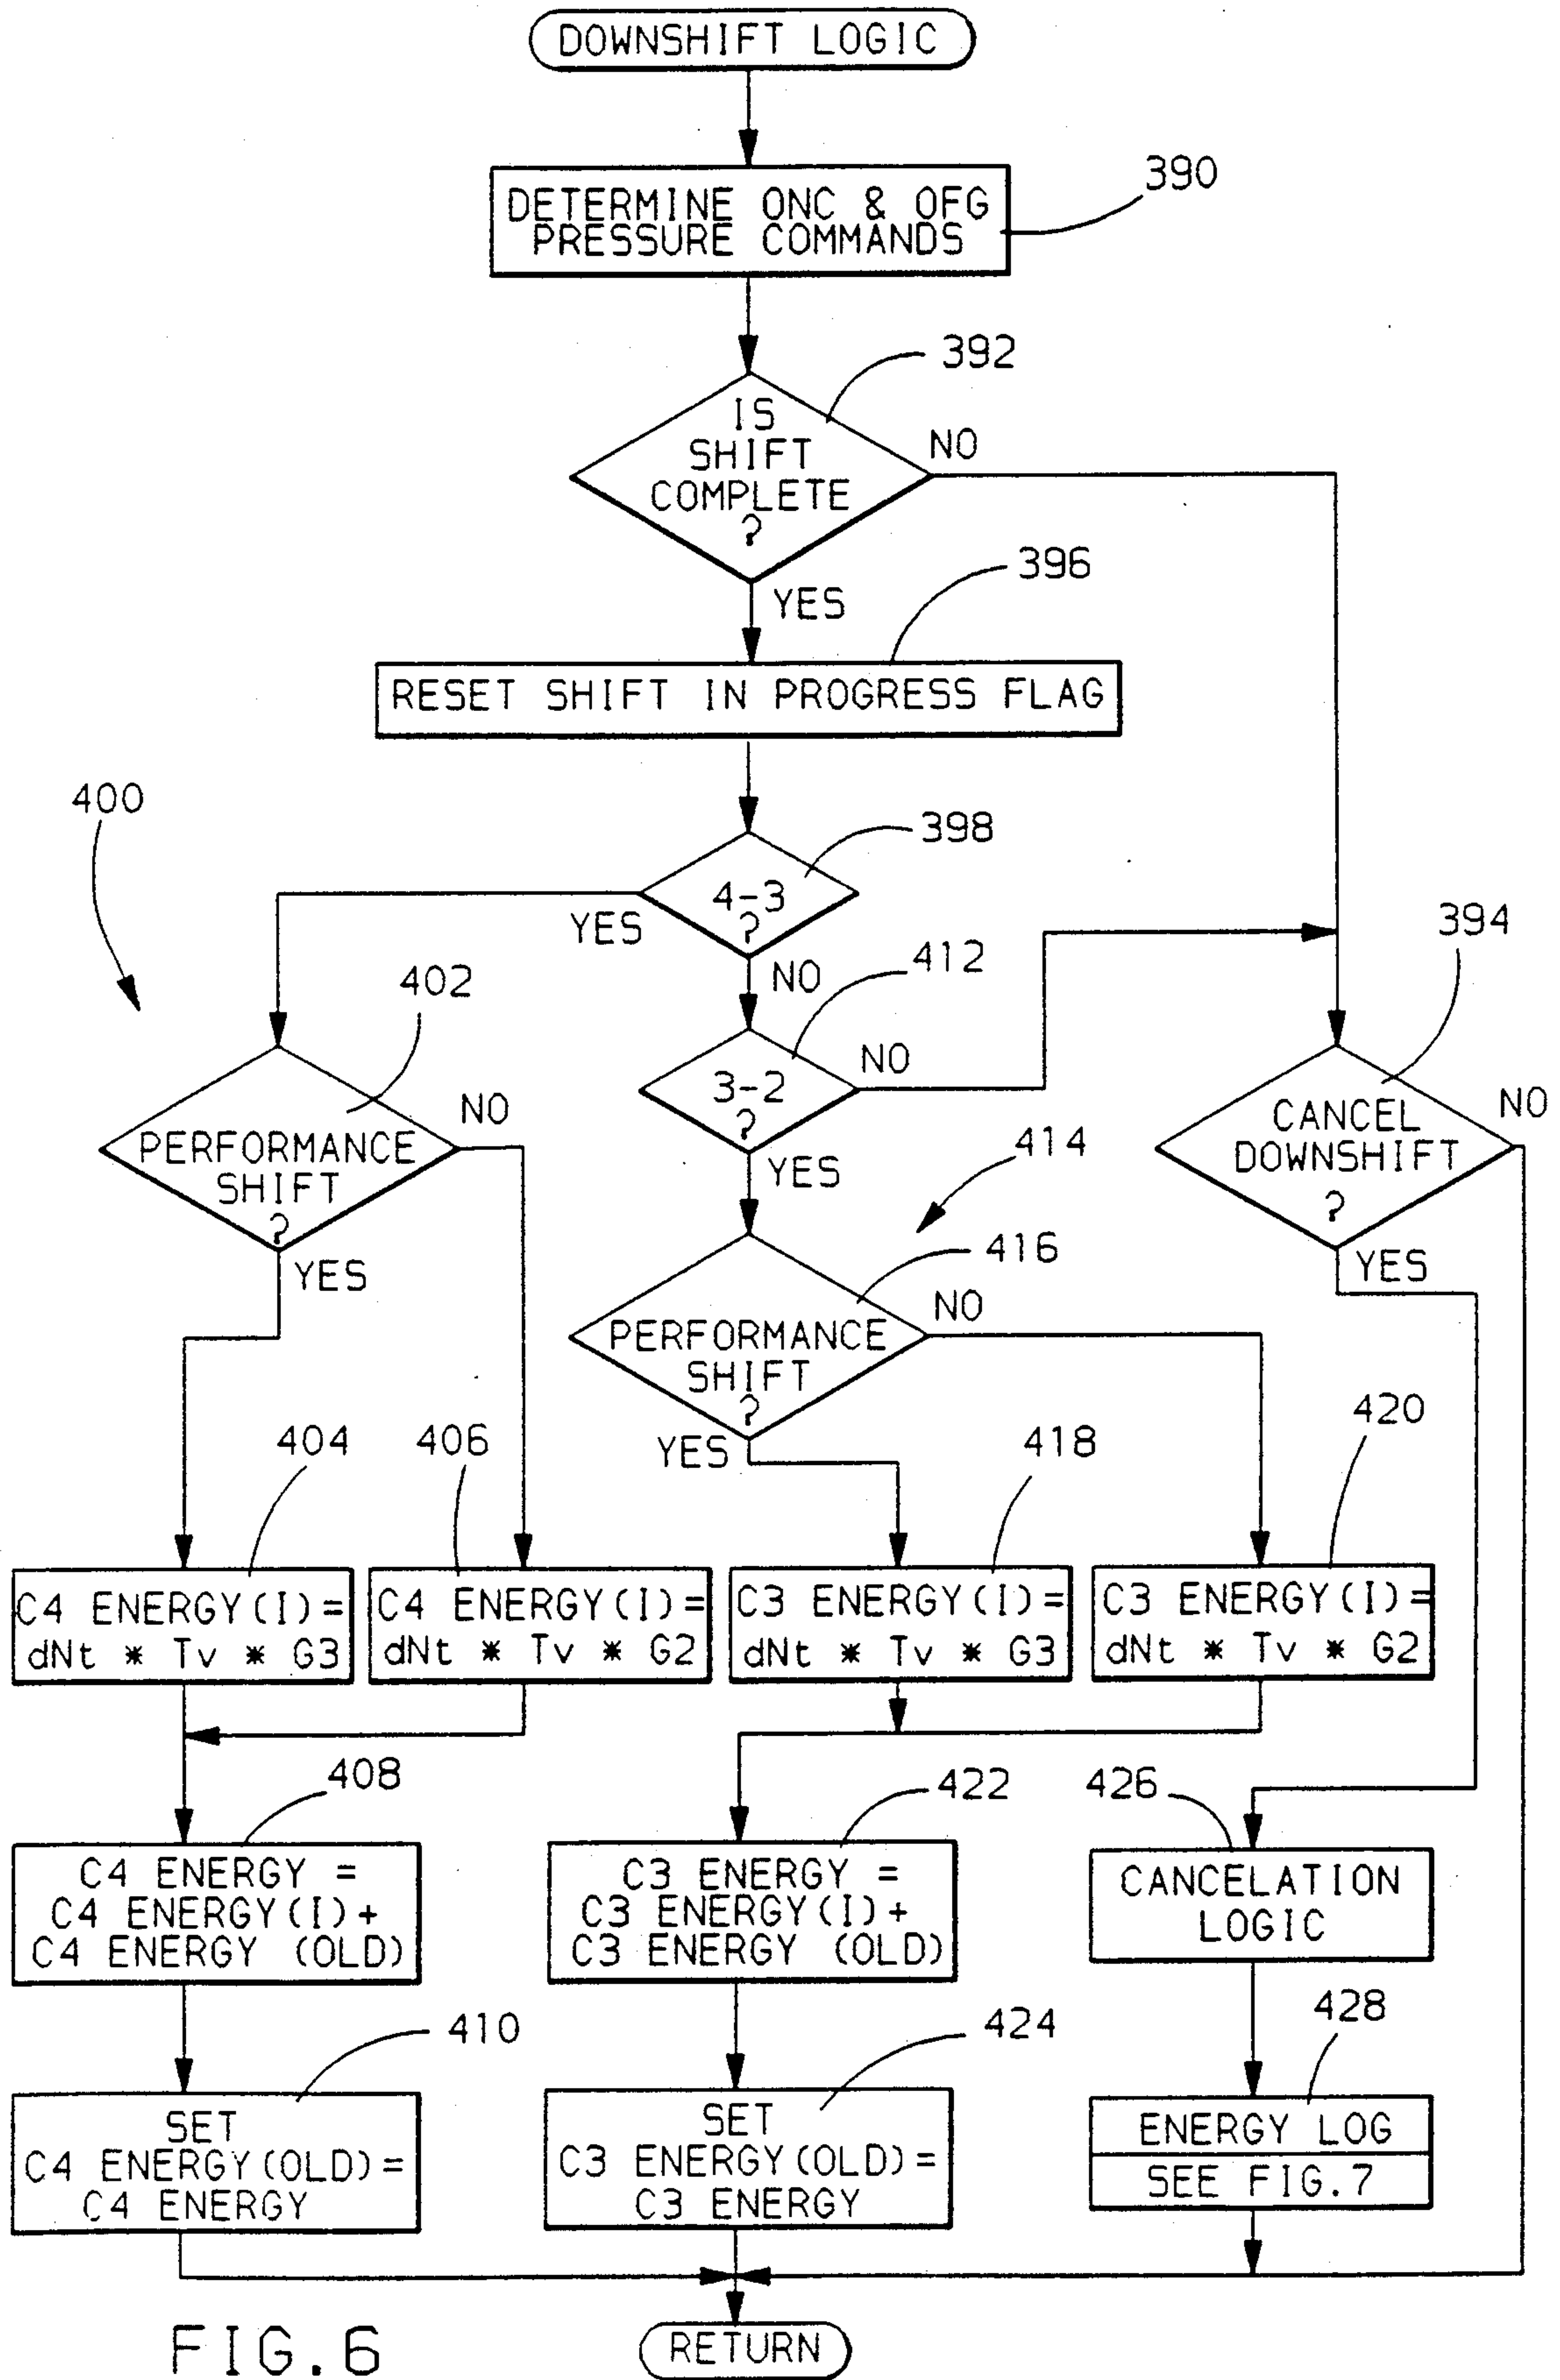 DOWNSHIFT LOGIC
390
DETERMINE ONC & OFG
PRESSURE COMMANDS
392
IS
SHIFT
COMPLETE
?
NO
396
YES
RESET SHIFT IN PROGRESS FLAG
400
398
4-3
?
YES
NO
394
402
412
3-2
?
NO
YES
PERFORMANCE
SHIFT
?
NO
YES
CANCEL
DOWNSHIFT
?
NO
YES
414
416
PERFORMANCE
SHIFT
?
NO
YES
404
406
418
420
C4 ENERGY(I)=
dNt * Tv * G3
C4 ENERGY(I)=
dNt * Tv * G2
C3 ENERGY(I)=
dNt * Tv * G3
C3 ENERGY(I)=
dNt * Tv * G2
408
422
426
C4 ENERGY =
C4 ENERGY(I)+
C4 ENERGY (OLD)
C3 ENERGY =
C3 ENERGY(I)+
C3 ENERGY (OLD)
CANCELATION
LOGIC
410
424
428
SET
C4 ENERGY(OLD)=
C4 ENERGY
SET
C3 ENERGY(OLD)=
C3 ENERGY
ENERGY LOG
SEE FIG.7
FIG.6
RETURN